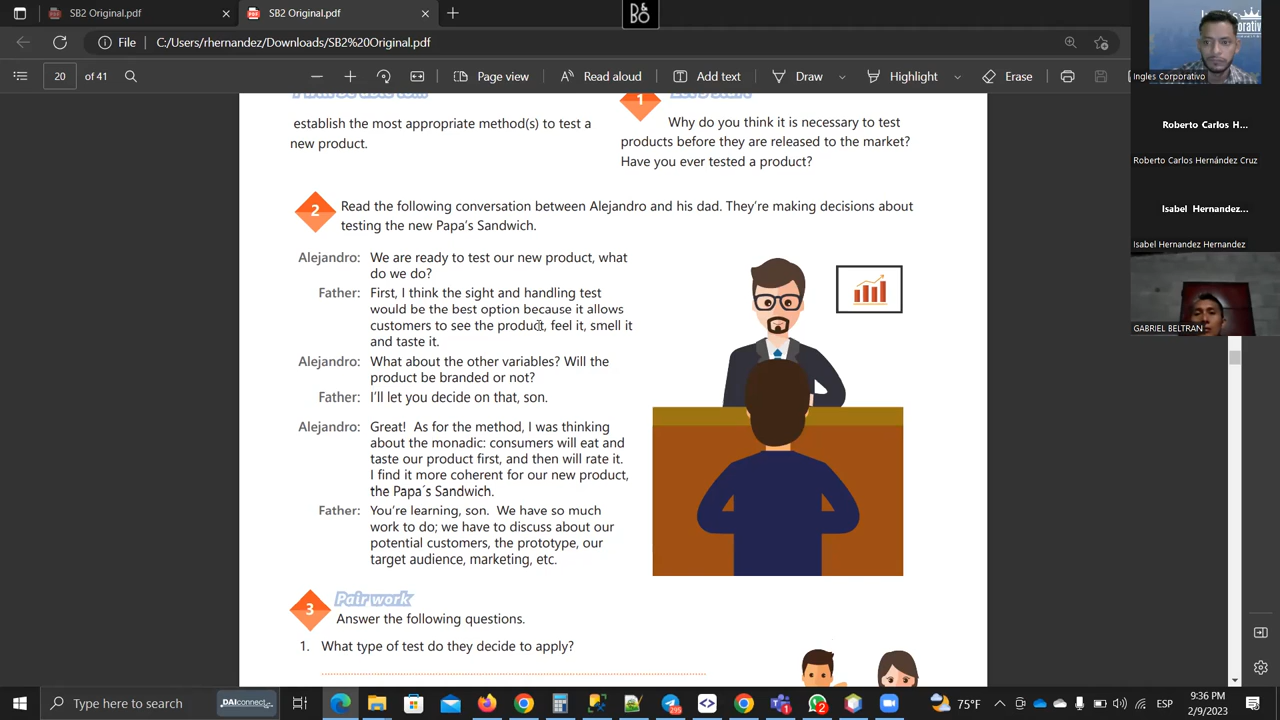 SB2 Original.pdf
SB2 Original.pdf
B&O
File
C:/Users/rhernandez/Downloads/SB2%20Original.pdf
20 of 41
Page view
Read aloud
Add text
Draw
Highlight
Erase
establish the most appropriate method(s) to test a
new product.
1
Why do you think it is necessary to test
products before they are released to the market?
Have you ever tested a product?
2
Read the following conversation between Alejandro and his dad. They're making decisions about
testing the new Papa's Sandwich.
Alejandro: We are ready to test our new product, what
do we do?
Father: First, I think the sight and handling test
would be the best option because it allows
customers to see the product, feel it, smell it
and taste it.
Alejandro: What about the other variables? Will the
product be branded or not?
Father: I'll let you decide on that, son.
Alejandro: Great! As for the method, I was thinking
about the monadic: consumers will eat and
taste our product first, and then will rate it.
I find it more coherent for our new product,
the Papa´s Sandwich.
Father: You're learning, son. We have so much
work to do; we have to discuss about our
potential customers, the prototype, our
target audience, marketing, etc.
3
Pair work
Answer the following questions.
1. What type of test do they decide to apply?
Ingles Corporativo
Roberto Carlos H...
Roberto Carlos Hernández Cruz
Isabel Hernandez...
Isabel Hernandez Hernandez
GABRIEL BELTRAN
Type here to search
DAIconnect
295
1
2
75°F
ESP
9:36 PM
2/9/2023